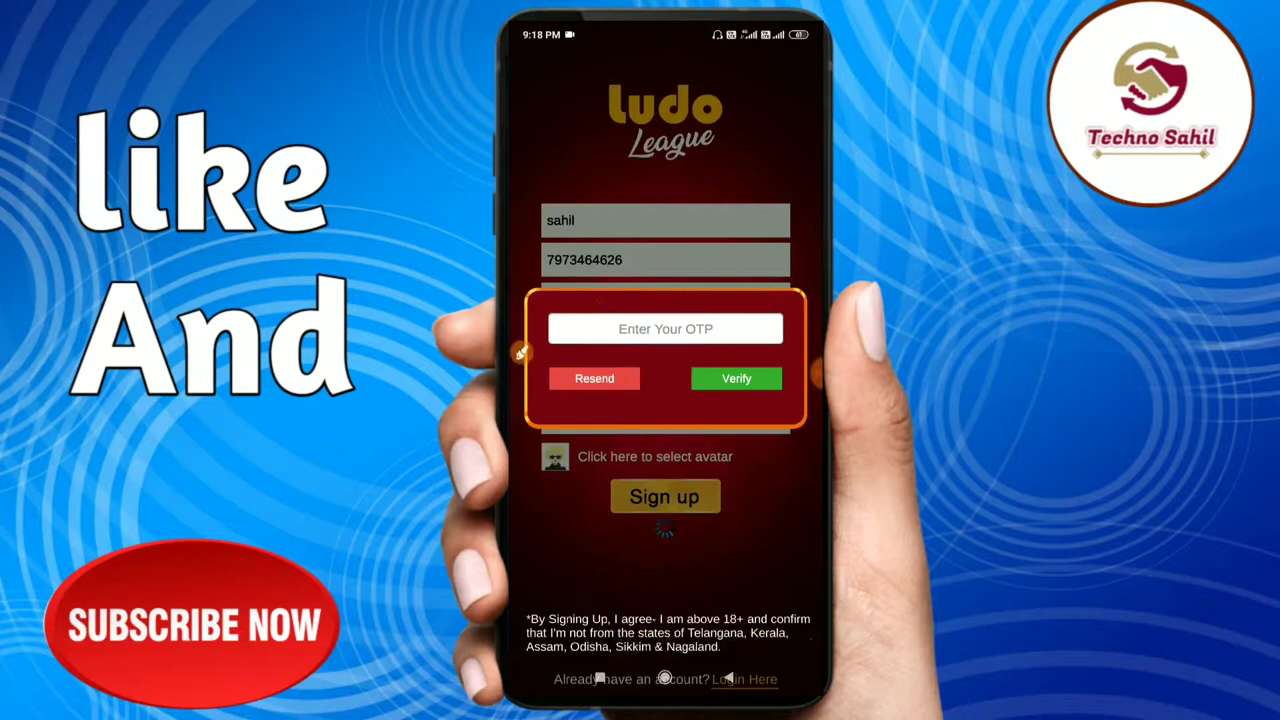 like
And
SUBSCRIBE NOW
9:18 PM
61
ludo
League
sahil
7973464626
Enter Your OTP
Resend
Verify
Click here to select avatar
Sign up
*By Signing Up, I agree- I am above 18+ and confirm
that I'm not from the states of Telangana, Kerala,
Assam, Odisha, Sikkim & Nagaland.
Already have an account? Login Here
Techno Sahil